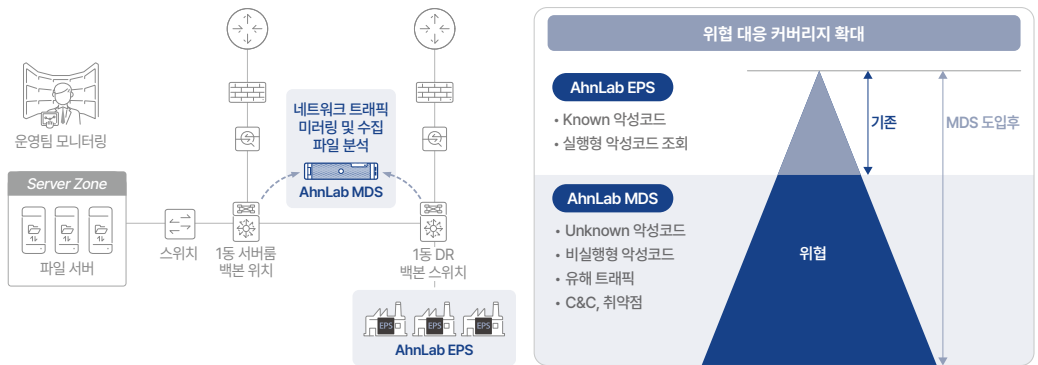 운영팀 모니터링
Server Zone
파일 서버
스위치
1동 서버룸
백본 위치
네트워크 트래픽
미러링 및 수집
파일 분석
AhnLab MDS
1동 DR
백본 스위치
EPS
EPS
EPS
AhnLab EPS
위협 대응 커버리지 확대
AhnLab EPS
• Known 악성코드
• 실행형 악성코드 조회
기존
MDS 도입후
AhnLab MDS
• Unknown 악성코드
• 비실행형 악성코드
• 유해 트래픽
• C&C, 취약점
위협